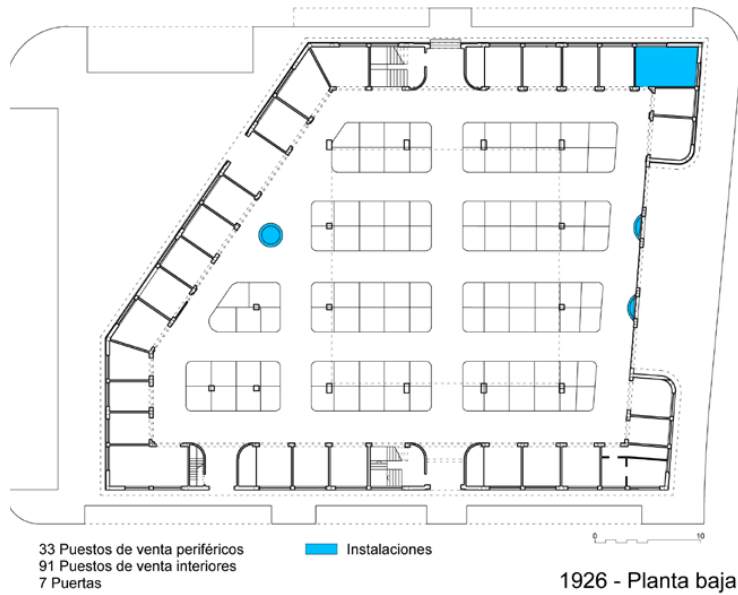 33 Puestos de venta periféricos
91 Puestos de venta interiores
7 Puertas
Instalaciones
0 10
1926 - Planta baja